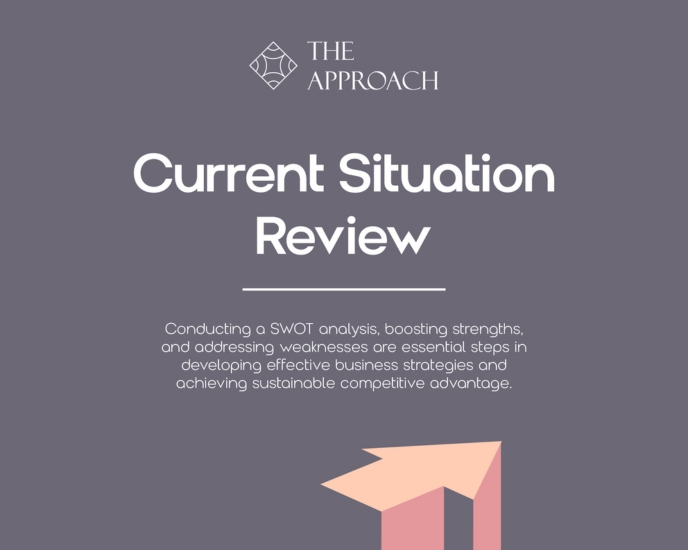 THE
APPROACH
Current Situation
Review
Conducting a SWOT analysis, boosting strengths,
and addressing weaknesses are essential steps in
developing effective business strategies and
achieving sustainable competitive advantage.